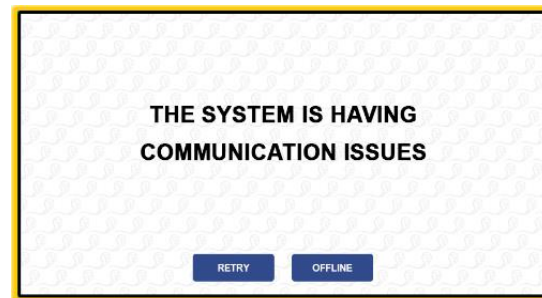 THE SYSTEM IS HAVING
COMMUNICATION ISSUES
RETRY OFFLINE